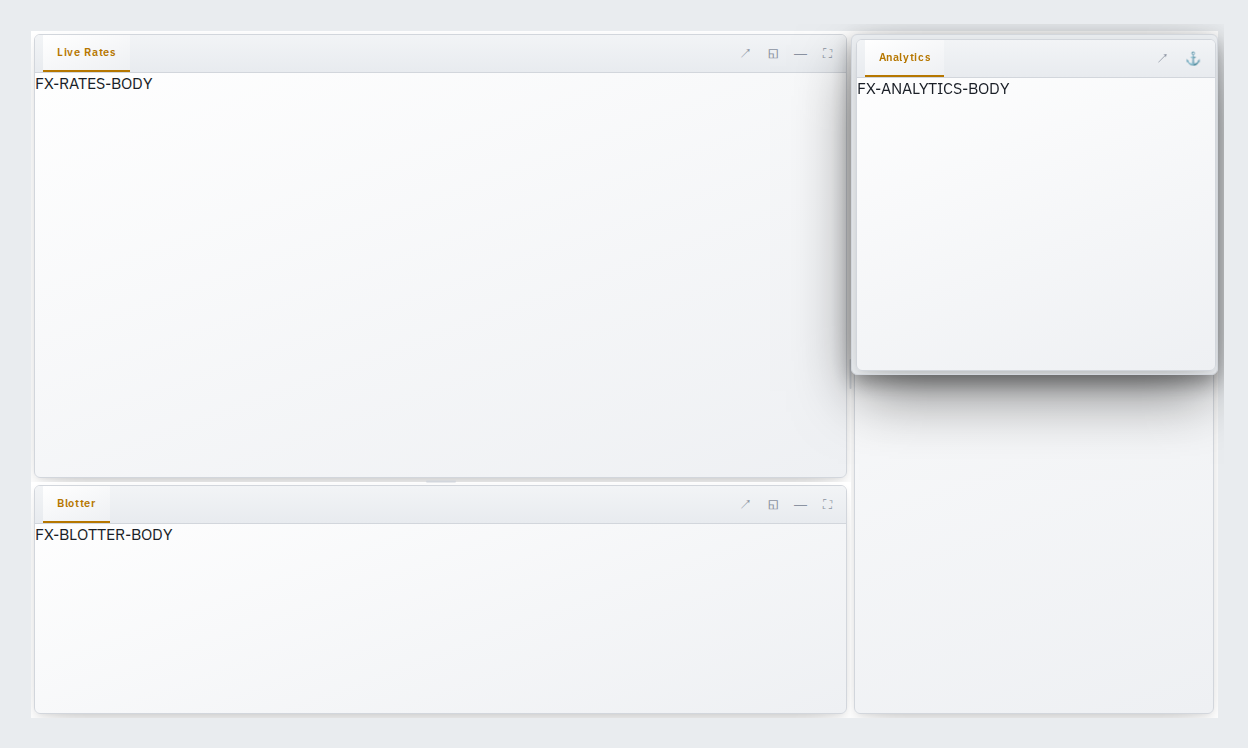 Live Rates
FX-RATES-BODY
Analytics
FX-ANALYTICS-BODY
Blotter
FX-BLOTTER-BODY